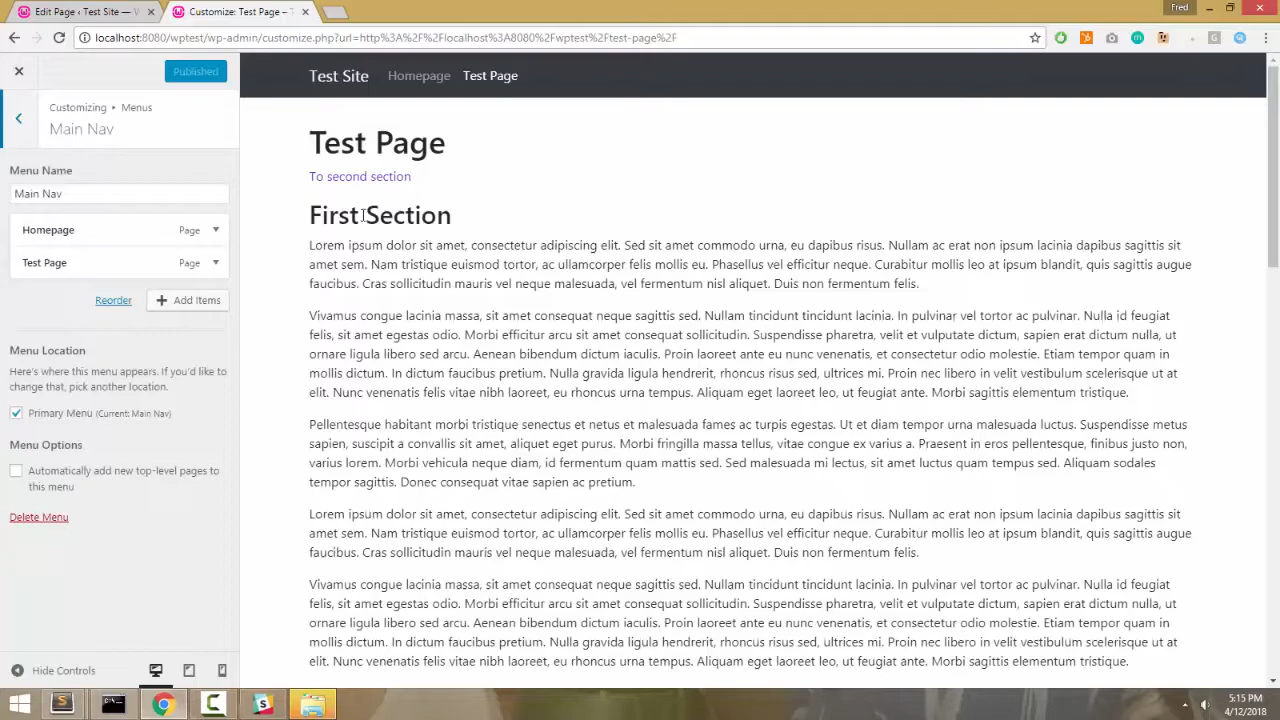 Edit Page ‹ Test Site — W
Customize: Test Page – T
Fred
localhost:8080/wptest/wp-admin/customize.php?url=http%3A%2F%2Flocalhost%3A8080%2Fwptest%2Ftest-page%2F
Published
Customizing ▸ Menus
Main Nav
Menu Name
Main Nav
Homepage Page
Test Page Page
Reorder
Add Items
Menu Location
Here's where this menu appears. If you'd like to
change that, pick another location.
Primary Menu (Current: Main Nav)
Menu Options
Automatically add new top-level pages to
this menu
Delete Menu
Hide Controls
Test Site Homepage Test Page
Test Page
To second section
First Section
Lorem ipsum dolor sit amet, consectetur adipiscing elit. Sed sit amet commodo urna, eu dapibus risus. Nullam ac erat non ipsum lacinia dapibus sagittis sit
amet sem. Nam tristique euismod tortor, ac ullamcorper felis mollis eu. Phasellus vel efficitur neque. Curabitur mollis leo at ipsum blandit, quis sagittis augue
faucibus. Cras sollicitudin mauris vel neque malesuada, vel fermentum nisl aliquet. Duis non fermentum felis.
Vivamus congue lacinia massa, sit amet consequat neque sagittis sed. Nullam tincidunt tincidunt lacinia. In pulvinar vel tortor ac pulvinar. Nulla id feugiat
felis, sit amet egestas odio. Morbi efficitur arcu sit amet consequat sollicitudin. Suspendisse pharetra, velit et vulputate dictum, sapien erat dictum nulla, ut
ornare ligula libero sed arcu. Aenean bibendum dictum iaculis. Proin laoreet ante eu nunc venenatis, et consectetur odio molestie. Etiam tempor quam in
mollis dictum. In dictum faucibus pretium. Nulla gravida ligula hendrerit, rhoncus risus sed, ultrices mi. Proin nec libero in velit vestibulum scelerisque ut at
elit. Nunc venenatis felis vitae nibh laoreet, eu rhoncus urna tempus. Aliquam eget laoreet leo, ut feugiat ante. Morbi sagittis elementum tristique.
Pellentesque habitant morbi tristique senectus et netus et malesuada fames ac turpis egestas. Ut et diam tempor urna malesuada luctus. Suspendisse metus
sapien, suscipit a convallis sit amet, aliquet eget purus. Morbi fringilla massa tellus, vitae congue ex varius a. Praesent in eros pellentesque, finibus justo non,
varius lorem. Morbi vehicula neque diam, id fermentum quam mattis sed. Sed malesuada mi lectus, sit amet luctus quam tempus sed. Aliquam sodales
tempor sagittis. Donec consequat vitae sapien ac pretium.
Lorem ipsum dolor sit amet, consectetur adipiscing elit. Sed sit amet commodo urna, eu dapibus risus. Nullam ac erat non ipsum lacinia dapibus sagittis sit
amet sem. Nam tristique euismod tortor, ac ullamcorper felis mollis eu. Phasellus vel efficitur neque. Curabitur mollis leo at ipsum blandit, quis sagittis augue
faucibus. Cras sollicitudin mauris vel neque malesuada, vel fermentum nisl aliquet. Duis non fermentum felis.
Vivamus congue lacinia massa, sit amet consequat neque sagittis sed. Nullam tincidunt tincidunt lacinia. In pulvinar vel tortor ac pulvinar. Nulla id feugiat
felis, sit amet egestas odio. Morbi efficitur arcu sit amet consequat sollicitudin. Suspendisse pharetra, velit et vulputate dictum, sapien erat dictum nulla, ut
ornare ligula libero sed arcu. Aenean bibendum dictum iaculis. Proin laoreet ante eu nunc venenatis, et consectetur odio molestie. Etiam tempor quam in
mollis dictum. In dictum faucibus pretium. Nulla gravida ligula hendrerit, rhoncus risus sed, ultrices mi. Proin nec libero in velit vestibulum scelerisque ut at
elit. Nunc venenatis felis vitae nibh laoreet, eu rhoncus urna tempus. Aliquam eget laoreet leo, ut feugiat ante. Morbi sagittis elementum tristique.
5:15 PM
4/12/2018